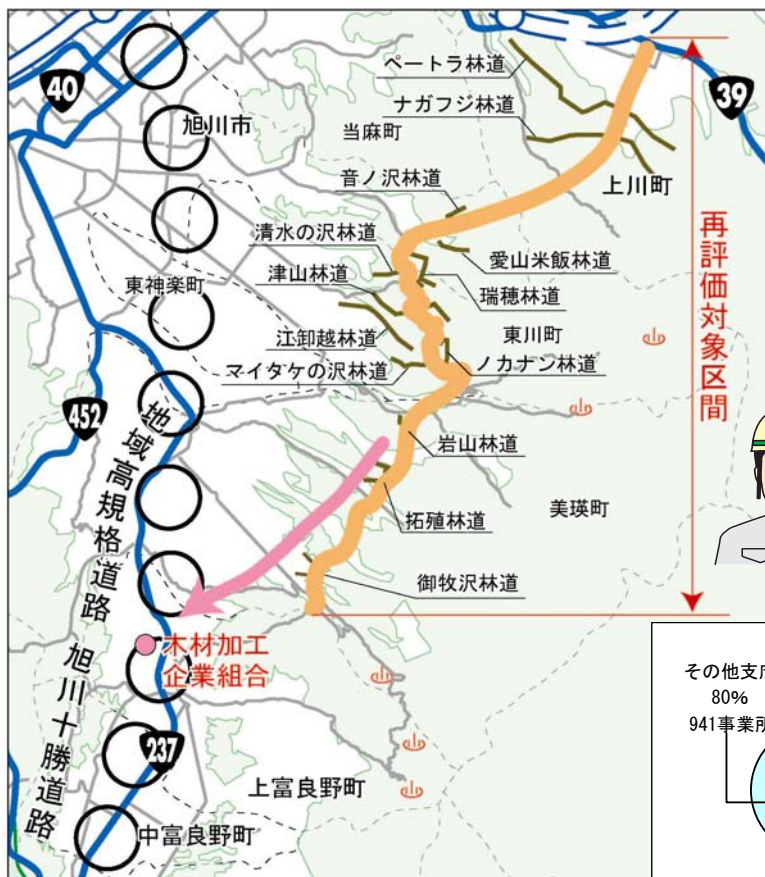 ペートラ林道
40
39
ナガフジ林道
旭川市
当麻町
上川町
音ノ沢林道
再評価対象区間
清水の沢林道
愛山米飯林道
津山林道
瑞穂林道
東神楽町
江卸越林道
東川町
マイタケの沢林道
ノカナン林道
452
地域高規格道路 旭川十勝道路
岩山林道
拓殖林道
美瑛町
御牧沢林道
木材加工
企業組合
237
上富良野町
中富良野町
その他支
80%
941事業所